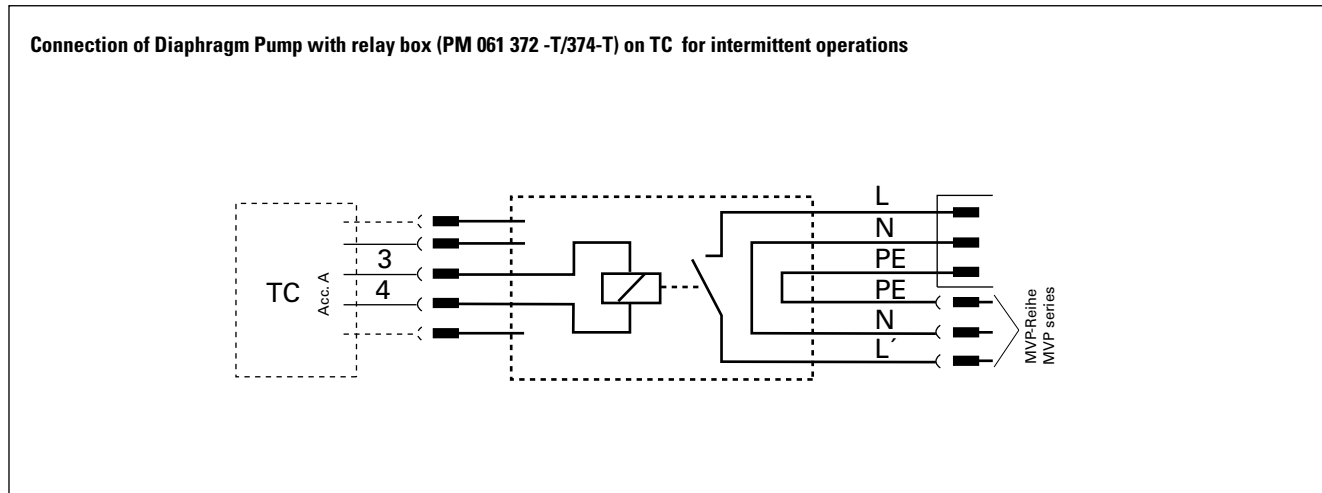 Connection of Diaphragm Pump with relay box (PM 061 372 -T/374-T) on TC for intermittent operations
TC
Acc. A
3
4
L
N
PE
PE
N
L´
MVP-Reihe
MVP series